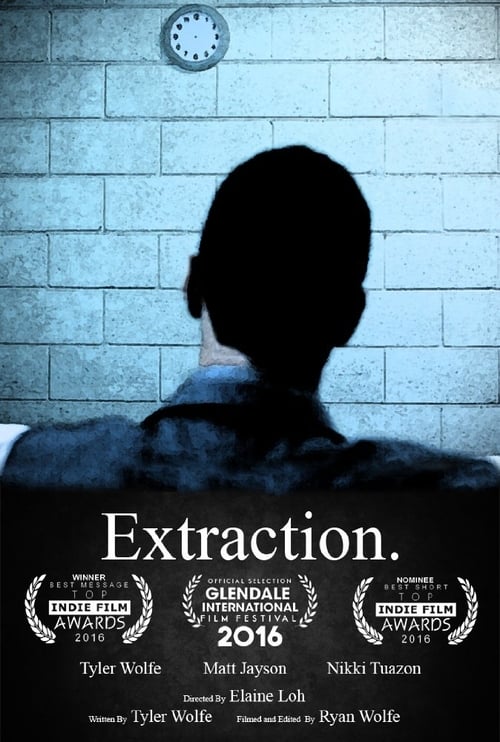 Extraction.
WINNER
BEST MESSAGE
TOP
INDIE FILM
AWARDS
2016
OFFICIAL SELECTION
GLENDALE
INTERNATIONAL
FILM FESTIVAL
2016
NOMINEE
BEST SHORT
TOP
INDIE FILM
AWARDS
2016
Tyler Wolfe Matt Jayson Nikki Tuazon
Directed By Elaine Loh
Written By Tyler Wolfe Filmed and Edited By Ryan Wolfe